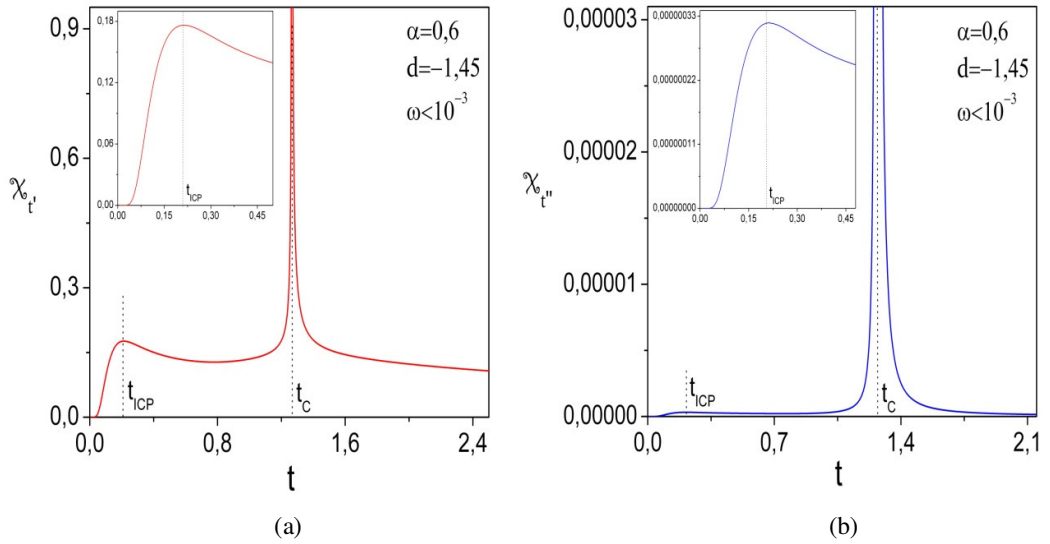 0,9
0,6
0,3
0,0
χt'
0,18
0,12
0,06
0,00
0,00 0,15 0,30 0,45
tICP
α=0,6
d=−1,45
ω<10⁻³
tICP
tC
0,0 0,8 1,6 2,4
t
(a)
0,00003
0,00002
0,00001
0,00000
χt"
0,00000033
0,00000022
0,00000011
0,00000000
0,00 0,15 0,30 0,45
tICP
α=0,6
d=−1,45
ω<10⁻³
tICP
tC
0,0 0,7 1,4 2,1
t
(b)